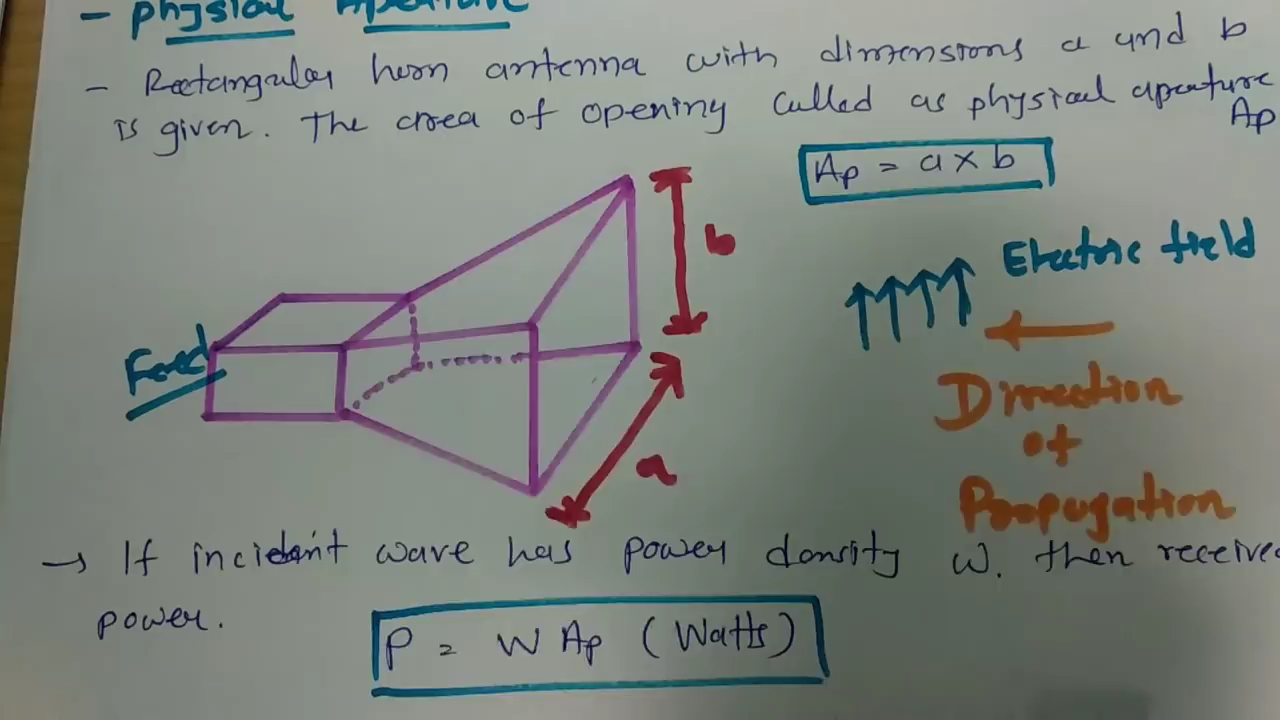 - Physical Aperture
- Rectangular horn antenna with dimensions a and b
is given. The area of opening called as physical aperture
Ap
Ap = a x b
b
Electric field
Feed
Direction
of
Propagation
a
→ If incident wave has power density W. then received
power.
P = W Ap (Watts)